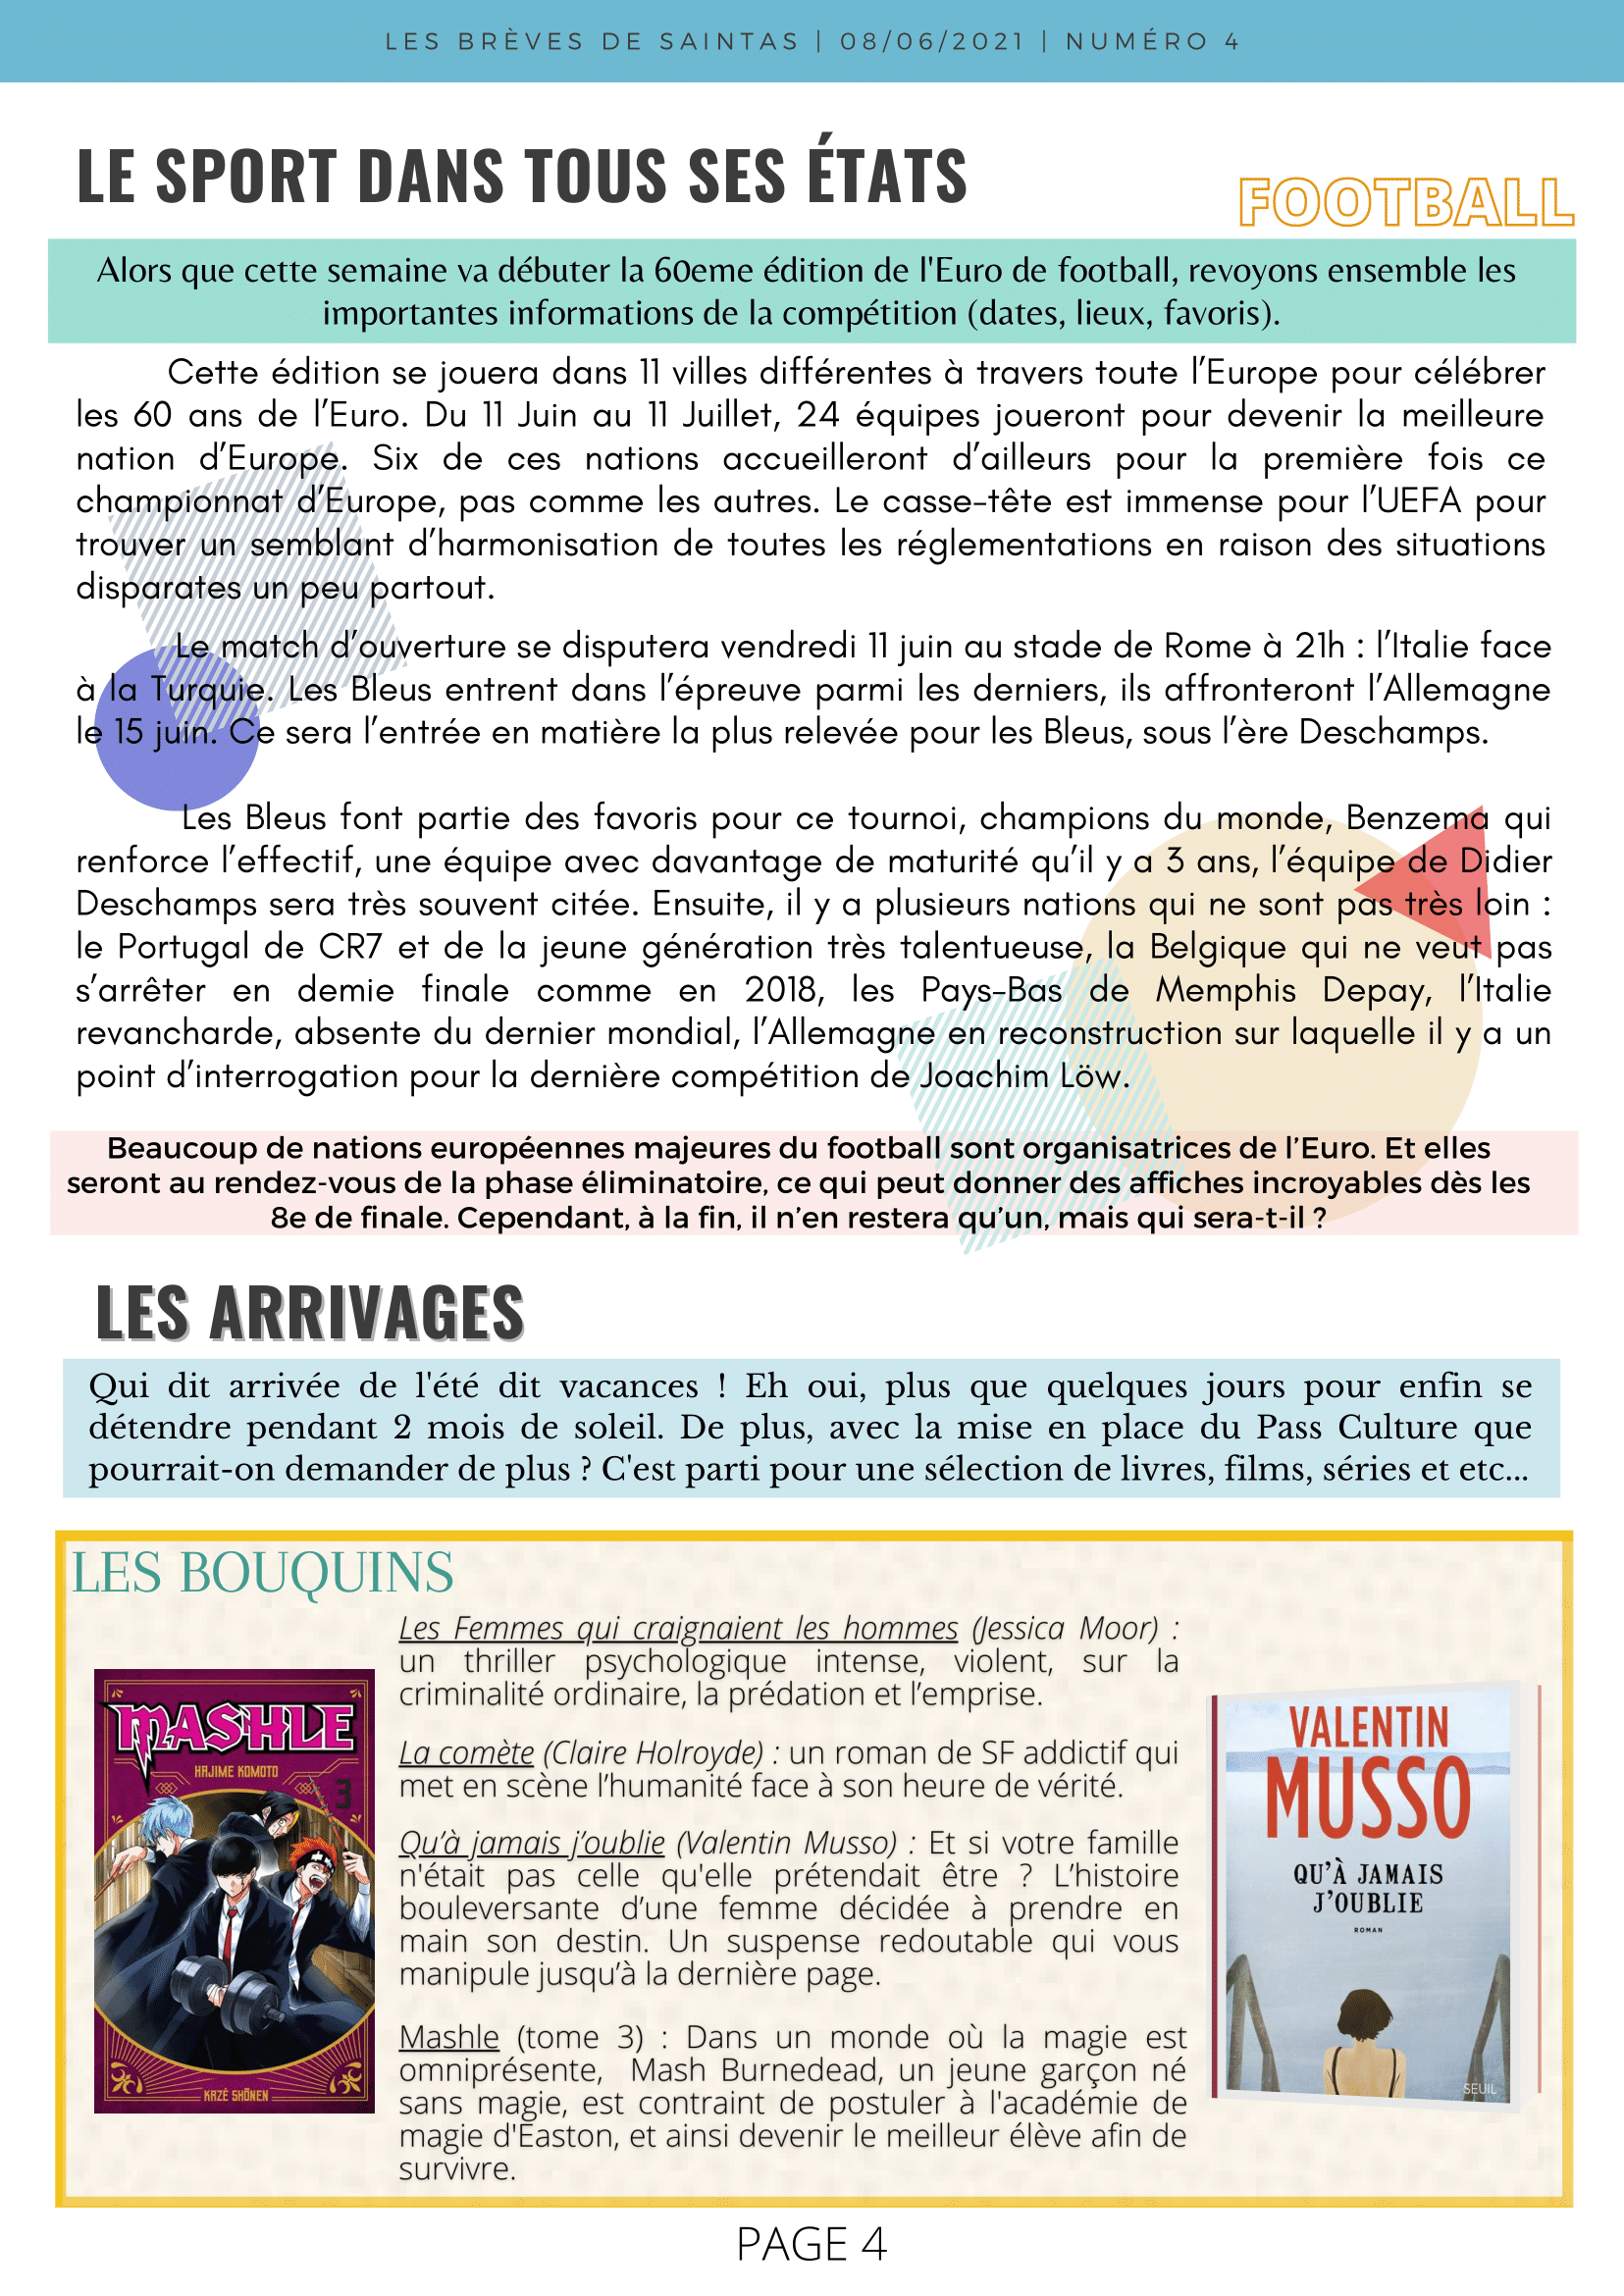 LES BRÈVES DE SAINTAS | 08/06/2021 | NUMÉRO 4
LE SPORT DANS TOUS SES ÉTATS
FOOTBALL
Alors que cette semaine va débuter la 60eme édition de l'Euro de football, revoyons ensemble les
importantes informations de la compétition (dates, lieux, favoris).
Cette édition se jouera dans 11 villes différentes à travers toute l’Europe pour célébrer
les 60 ans de l’Euro. Du 11 Juin au 11 Juillet, 24 équipes joueront pour devenir la meilleure
nation d’Europe. Six de ces nations accueilleront d’ailleurs pour la première fois ce
championnat d’Europe, pas comme les autres. Le casse-tête est immense pour l’UEFA pour
trouver un semblant d’harmonisation de toutes les réglementations en raison des situations
disparates un peu partout.
Le match d’ouverture se disputera vendredi 11 juin au stade de Rome à 21h : l’Italie face
à la Turquie. Les Bleus entrent dans l’épreuve parmi les derniers, ils affronteront l’Allemagne
le 15 juin. Ce sera l’entrée en matière la plus relevée pour les Bleus, sous l’ère Deschamps.
Les Bleus font partie des favoris pour ce tournoi, champions du monde, Benzema qui
renforce l’effectif, une équipe avec davantage de maturité qu’il y a 3 ans, l’équipe de Didier
Deschamps sera très souvent citée. Ensuite, il y a plusieurs nations qui ne sont pas très loin :
le Portugal de CR7 et de la jeune génération très talentueuse, la Belgique qui ne veut pas
s’arrêter en demie finale comme en 2018, les Pays-Bas de Memphis Depay, l’Italie
revancharde, absente du dernier mondial, l’Allemagne en reconstruction sur laquelle il y a un
point d’interrogation pour la dernière compétition de Joachim Löw.
Beaucoup de nations européennes majeures du football sont organisatrices de l’Euro. Et elles
seront au rendez-vous de la phase éliminatoire, ce qui peut donner des affiches incroyables dès les
8e de finale. Cependant, à la fin, il n’en restera qu’un, mais qui sera-t-il ?
LES ARRIVAGES
Qui dit arrivée de l'été dit vacances ! Eh oui, plus que quelques jours pour enfin se
détendre pendant 2 mois de soleil. De plus, avec la mise en place du Pass Culture que
pourrait-on demander de plus ? C'est parti pour une sélection de livres, films, séries et etc...
LES BOUQUINS
MASHLE
HAJIME KOMOTO
3
KAZÉ SHÔNEN
Les Femmes qui craignaient les hommes (Jessica Moor) :
un thriller psychologique intense, violent, sur la
criminalité ordinaire, la prédation et l’emprise.
La comète (Claire Holroyde) : un roman de SF addictif qui
met en scène l’humanité face à son heure de vérité.
Qu’à jamais j’oublie (Valentin Musso) : Et si votre famille
n'était pas celle qu'elle prétendait être ? L’histoire
bouleversante d’une femme décidée à prendre en
main son destin. Un suspense redoutable qui vous
manipule jusqu’à la dernière page.
Mashle (tome 3) : Dans un monde où la magie est
omniprésente, Mash Burnedead, un jeune garçon né
sans magie, est contraint de postuler à l'académie de
magie d'Easton, et ainsi devenir le meilleur élève afin de
survivre.
VALENTIN
MUSSO
QU’À JAMAIS
J’OUBLIE
ROMAN
SEUIL
PAGE 4